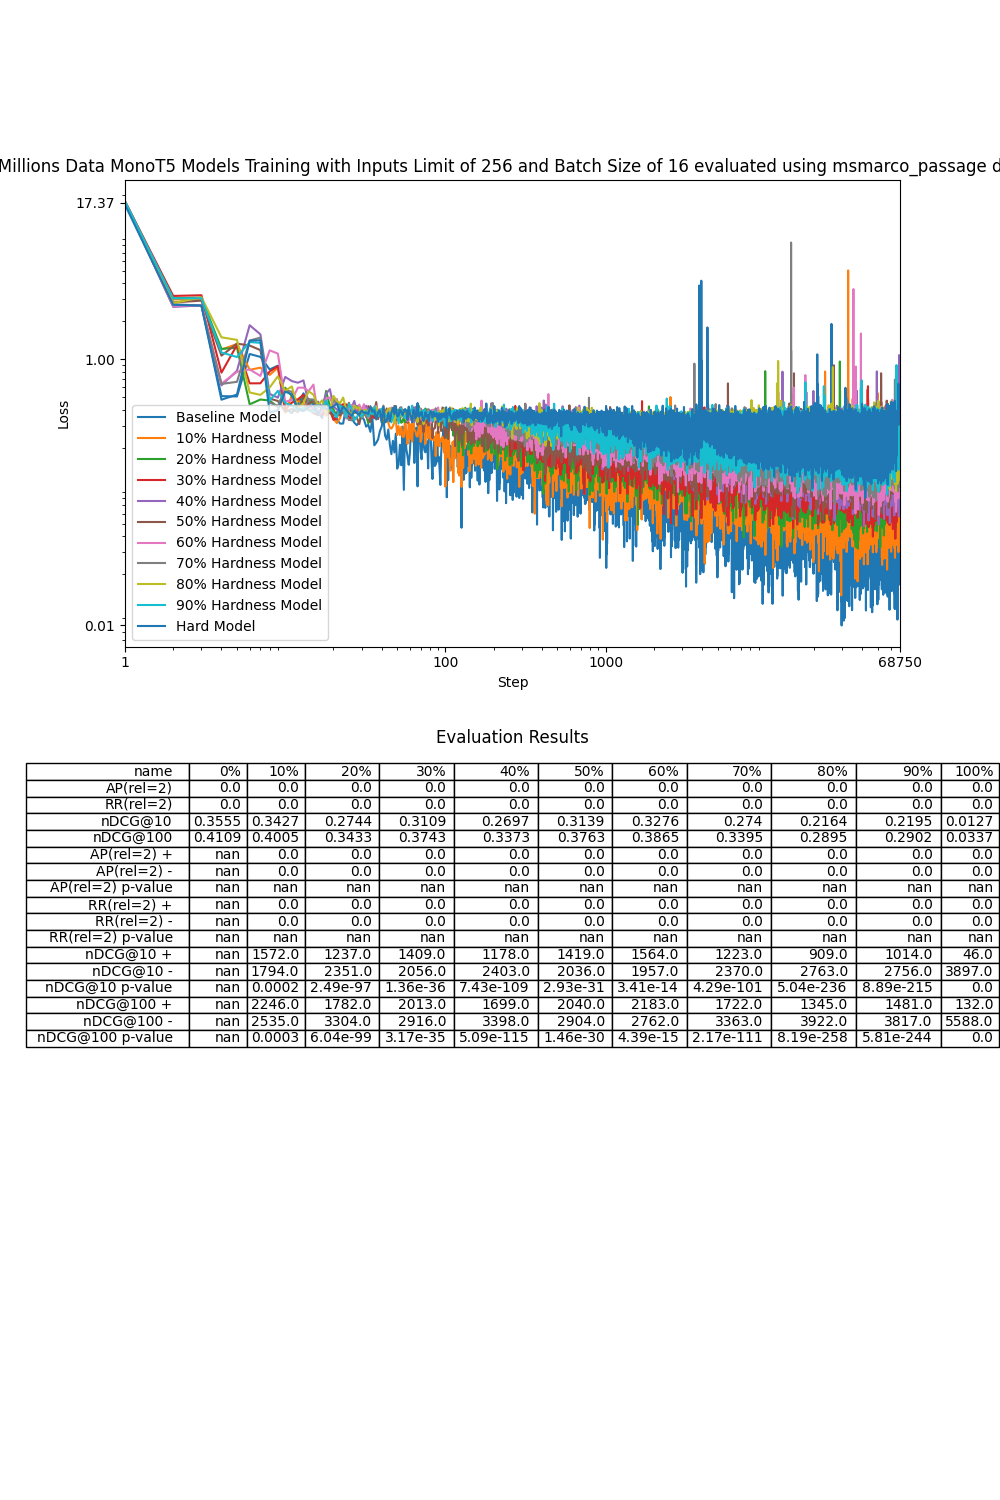 Millions Data MonoT5 Models Training with Inputs Limit of 256 and Batch Size of 16 evaluated using msmarco_passage d
17.37
1.00
0.01
Loss
Baseline Model
10% Hardness Model
20% Hardness Model
30% Hardness Model
40% Hardness Model
50% Hardness Model
60% Hardness Model
70% Hardness Model
80% Hardness Model
90% Hardness Model
Hard Model
1 100 1000 68750
Step
Evaluation Results
name 0% 10% 20% 30% 40% 50% 60% 70% 80% 90% 100%
AP(rel=2) 0.0 0.0 0.0 0.0 0.0 0.0 0.0 0.0 0.0 0.0 0.0
RR(rel=2) 0.0 0.0 0.0 0.0 0.0 0.0 0.0 0.0 0.0 0.0 0.0
nDCG@10 0.3555 0.3427 0.2744 0.3109 0.2697 0.3139 0.3276 0.274 0.2164 0.2195 0.0127
nDCG@100 0.4109 0.4005 0.3433 0.3743 0.3373 0.3763 0.3865 0.3395 0.2895 0.2902 0.0337
AP(rel=2) + nan 0.0 0.0 0.0 0.0 0.0 0.0 0.0 0.0 0.0 0.0
AP(rel=2) - nan 0.0 0.0 0.0 0.0 0.0 0.0 0.0 0.0 0.0 0.0
AP(rel=2) p-value nan nan nan nan nan nan nan nan nan nan nan
RR(rel=2) + nan 0.0 0.0 0.0 0.0 0.0 0.0 0.0 0.0 0.0 0.0
RR(rel=2) - nan 0.0 0.0 0.0 0.0 0.0 0.0 0.0 0.0 0.0 0.0
RR(rel=2) p-value nan nan nan nan nan nan nan nan nan nan nan
nDCG@10 + nan 1572.0 1237.0 1409.0 1178.0 1419.0 1564.0 1223.0 909.0 1014.0 46.0
nDCG@10 - nan 1794.0 2351.0 2056.0 2403.0 2036.0 1957.0 2370.0 2763.0 2756.0 3897.0
nDCG@10 p-value nan 0.0002 2.49e-97 1.36e-36 7.43e-109 2.93e-31 3.41e-14 4.29e-101 5.04e-236 8.89e-215 0.0
nDCG@100 + nan 2246.0 1782.0 2013.0 1699.0 2040.0 2183.0 1722.0 1345.0 1481.0 132.0
nDCG@100 - nan 2535.0 3304.0 2916.0 3398.0 2904.0 2762.0 3363.0 3922.0 3817.0 5588.0
nDCG@100 p-value nan 0.0003 6.04e-99 3.17e-35 5.09e-115 1.46e-30 4.39e-15 2.17e-111 8.19e-258 5.81e-244 0.0